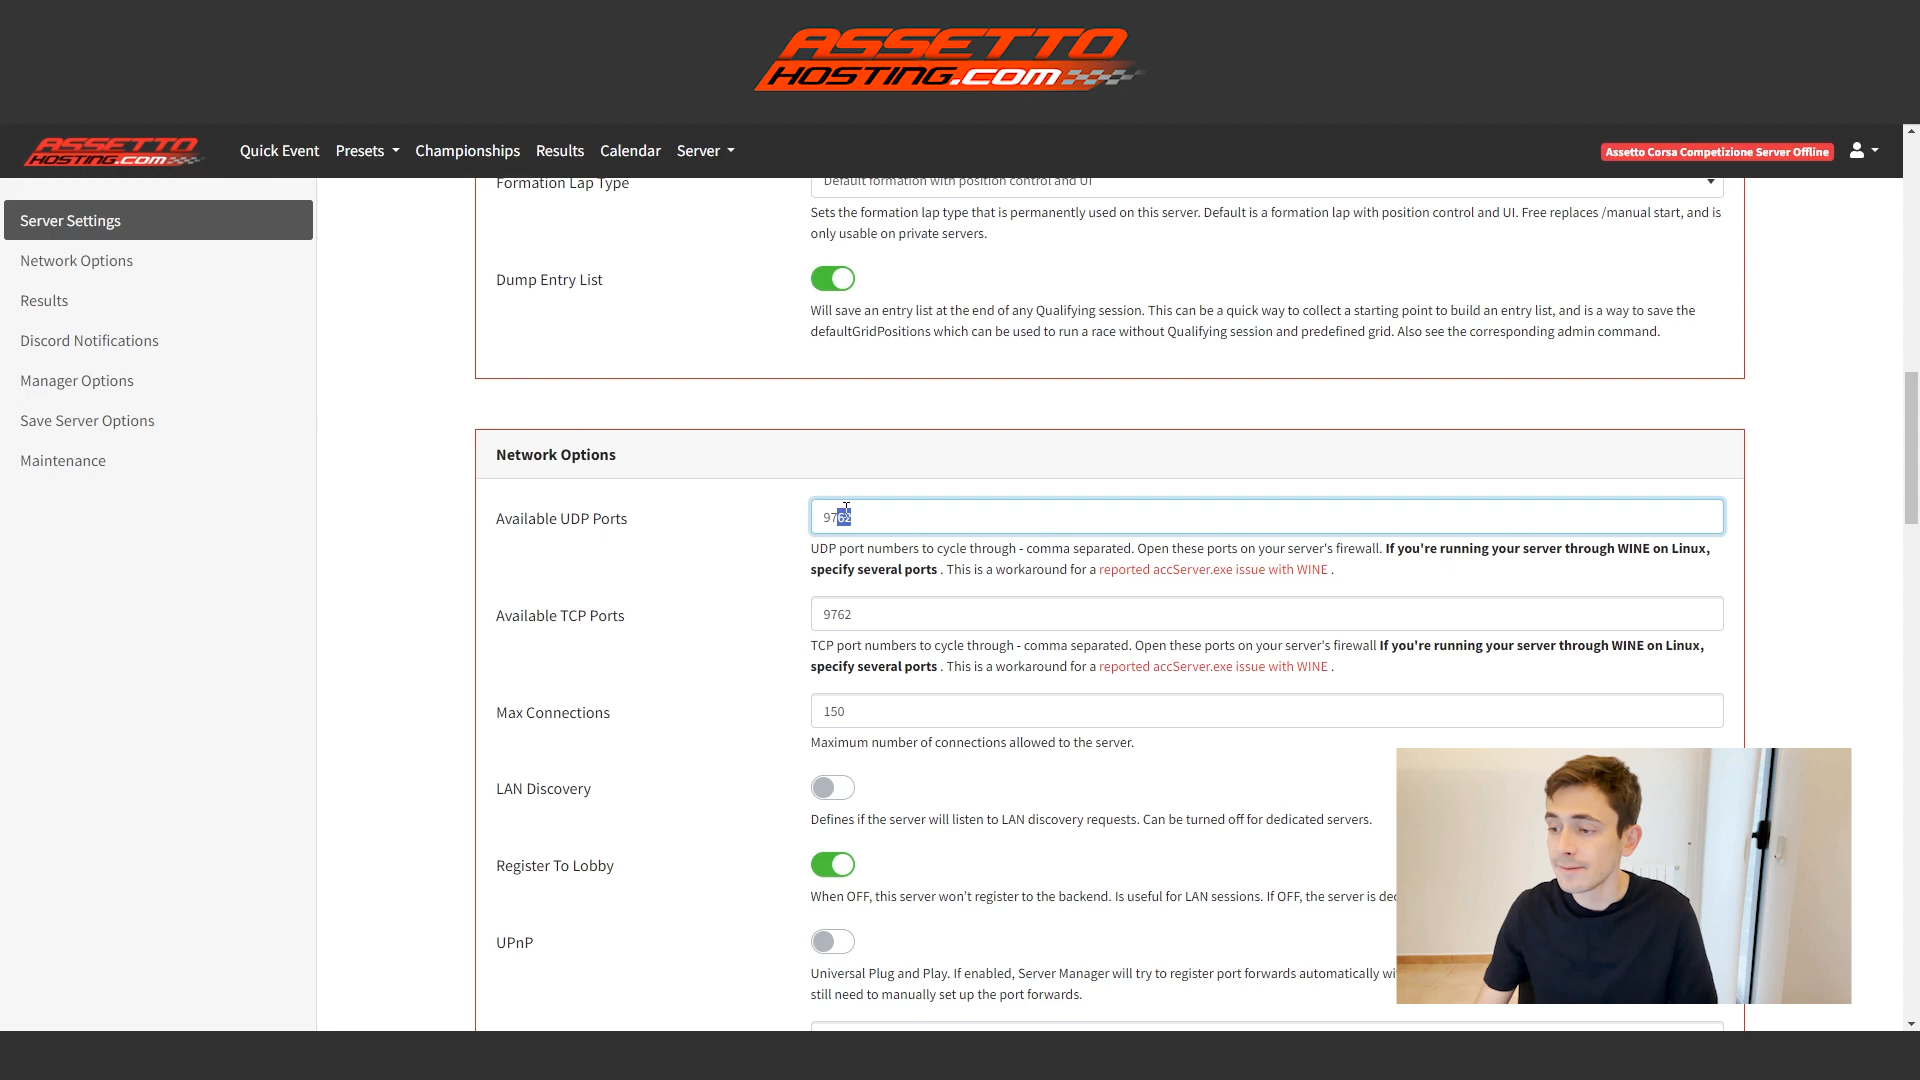 ASSETTO
HOSTING.COM
ASSETTO
HOSTING.COM
Quick Event
Presets
Championships
Results
Calendar
Server
Assetto Corsa Competizione Server Offline
Server Settings
Network Options
Results
Discord Notifications
Manager Options
Save Server Options
Maintenance
Formation Lap Type
Default formation with position control and UI
Sets the formation lap type that is permanently used on this server. Default is a formation lap with position control and UI. Free replaces /manual start, and is
only usable on private servers.
Dump Entry List
Will save an entry list at the end of any Qualifying session. This can be a quick way to collect a starting point to build an entry list, and is a way to save the
defaultGridPositions which can be used to run a race without Qualifying session and predefined grid. Also see the corresponding admin command.
Network Options
Available UDP Ports
9762
UDP port numbers to cycle through - comma separated. Open these ports on your server's firewall. If you're running your server through WINE on Linux,
specify several ports . This is a workaround for a reported accServer.exe issue with WINE .
Available TCP Ports
9762
TCP port numbers to cycle through - comma separated. Open these ports on your server's firewall If you're running your server through WINE on Linux,
specify several ports . This is a workaround for a reported accServer.exe issue with WINE .
Max Connections
150
Maximum number of connections allowed to the server.
LAN Discovery
Defines if the server will listen to LAN discovery requests. Can be turned off for dedicated servers.
Register To Lobby
When OFF, this server won't register to the backend. Is useful for LAN sessions. If OFF, the server is dec
UPnP
Universal Plug and Play. If enabled, Server Manager will try to register port forwards automatically wi
still need to manually set up the port forwards.